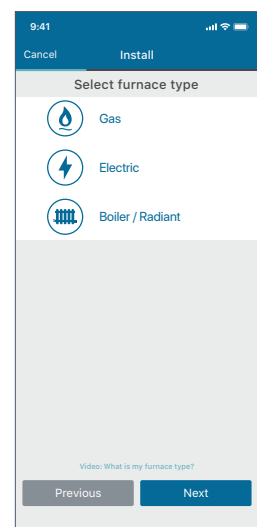 9:41
Cancel Install
Select furnace type
Gas
Electric
Boiler / Radiant
Video: What is my furnace type?
Previous Next